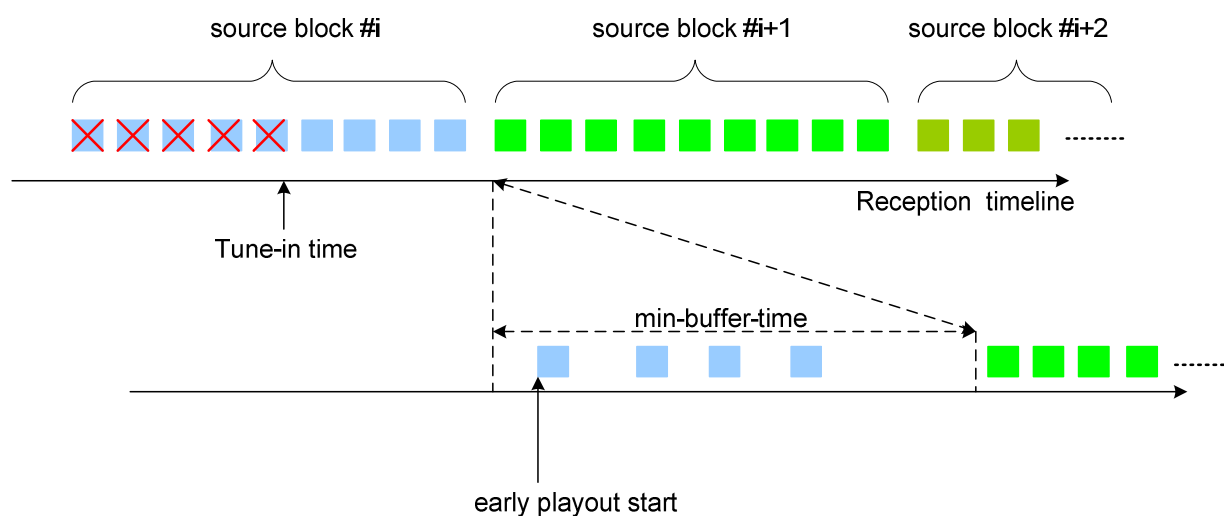 source block #i
source block #i+1
source block #i+2
Reception timeline
Tune-in time
min-buffer-time
early playout start